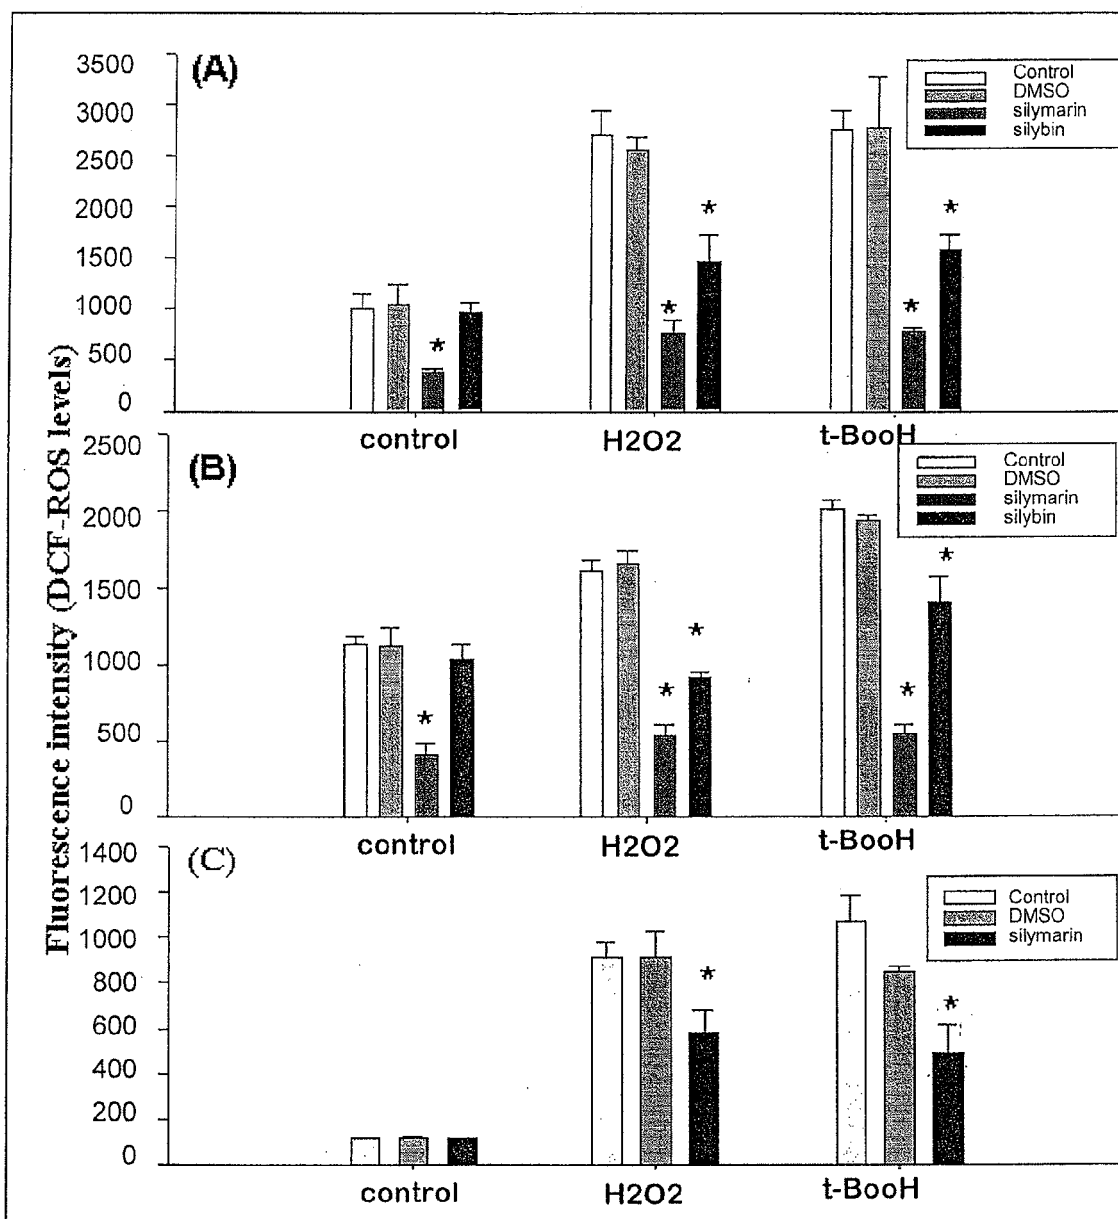 Fluorescence intensity (DCF-ROS levels)
(A)
3500
3000
2500
2000
1500
1000
500
0
Control
DMSO
silymarin
silybin
*
*
*
*
*
control
H2O2
t-BooH
(B)
2500
2000
1500
1000
500
0
Control
DMSO
silymarin
silybin
*
*
*
*
*
control
H2O2
t-BooH
(C)
1400
1200
1000
800
600
400
200
0
Control
DMSO
silymarin
*
*
control
H2O2
t-BooH